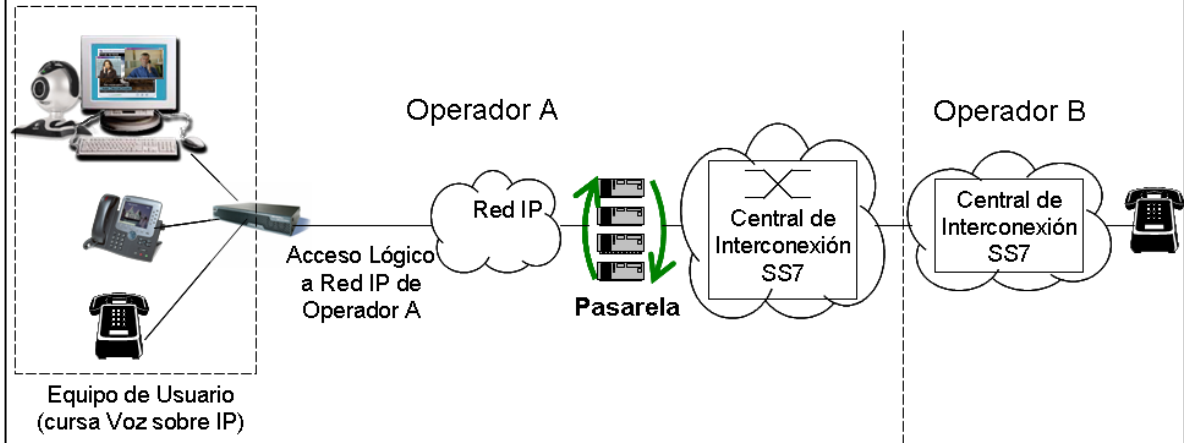 Operador A
Operador B
Red IP
Acceso Lógico
a Red IP de
Operador A
Pasarela
Central de
Interconexión
SS7
Central de
Interconexión
SS7
Equipo de Usuario
(cursa Voz sobre IP)